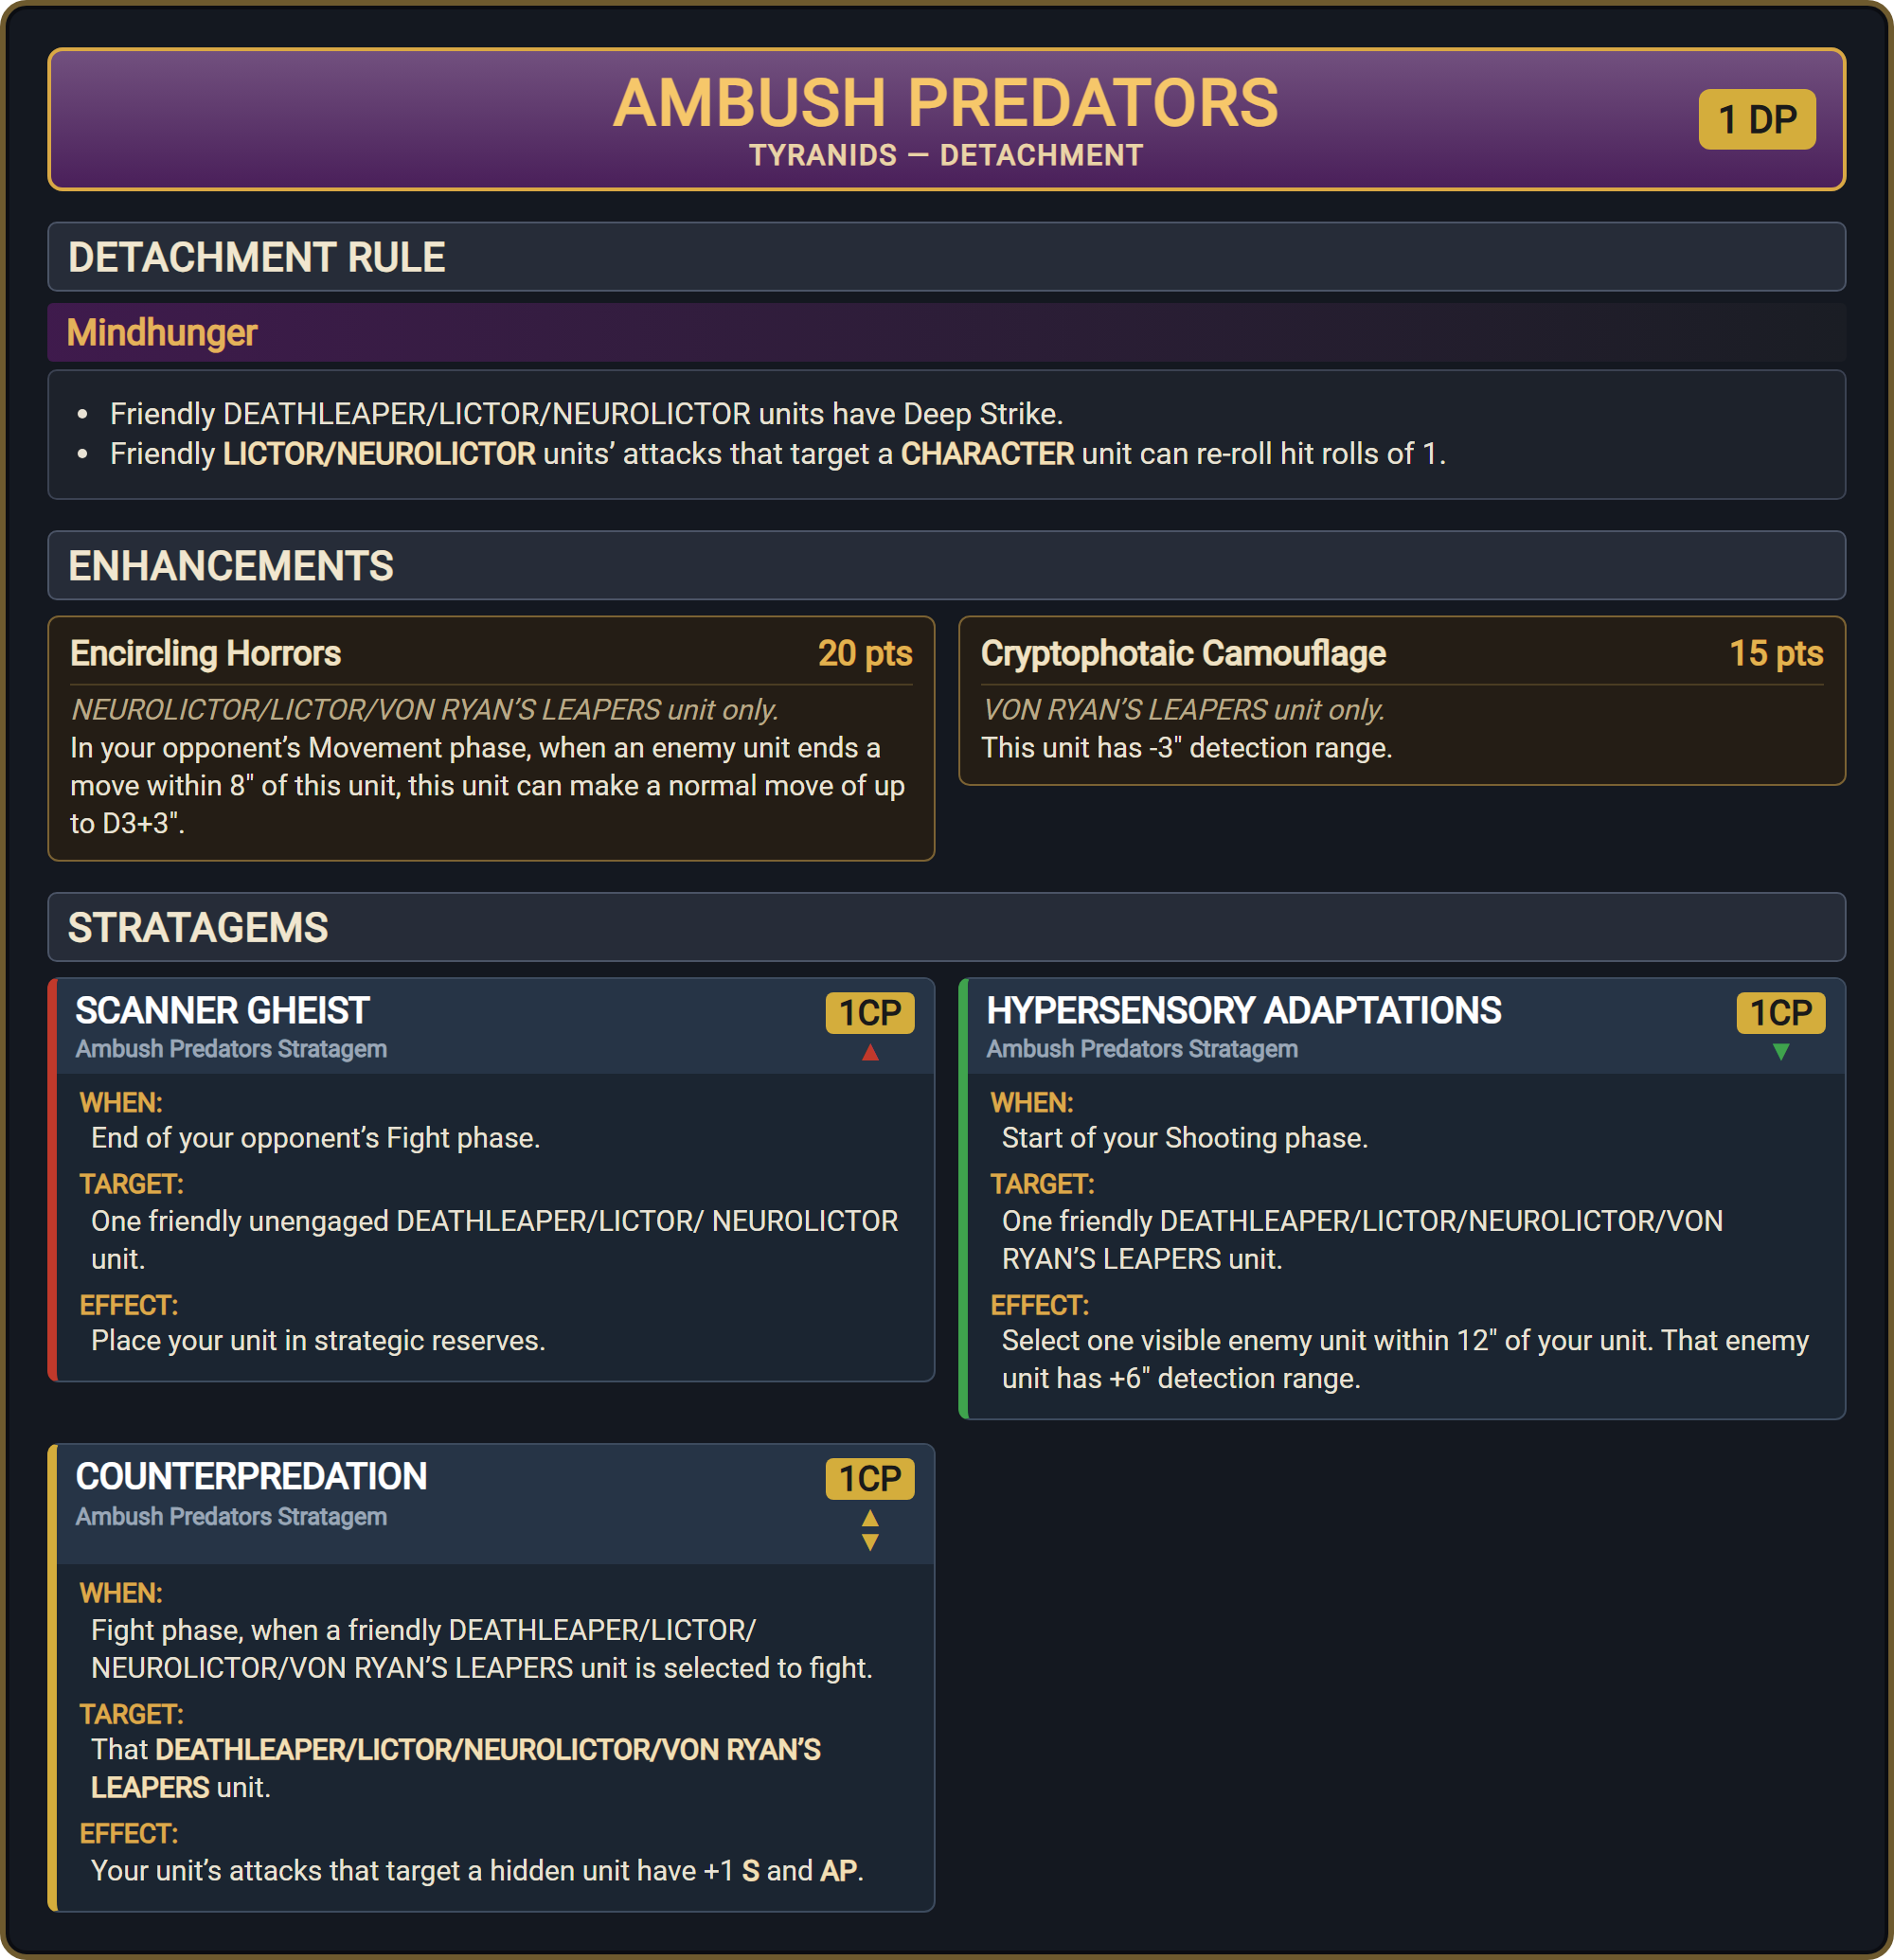 AMBUSH PREDATORS
TYRANIDS — DETACHMENT
1 DP
DETACHMENT RULE
Mindhunger
• Friendly DEATHLEAPER/LICTOR/NEUROLICTOR units have Deep Strike.
• Friendly LICTOR/NEUROLICTOR units’ attacks that target a CHARACTER unit can re-roll hit rolls of 1.
ENHANCEMENTS
Encircling Horrors 20 pts
NEUROLICTOR/LICTOR/VON RYAN’S LEAPERS unit only.
In your opponent’s Movement phase, when an enemy unit ends a
move within 8" of this unit, this unit can make a normal move of up
to D3+3".
Cryptophotaic Camouflage 15 pts
VON RYAN’S LEAPERS unit only.
This unit has -3" detection range.
STRATAGEMS
SCANNER GHEIST 1CP
Ambush Predators Stratagem ▲
WHEN:
End of your opponent’s Fight phase.
TARGET:
One friendly unengaged DEATHLEAPER/LICTOR/ NEUROLICTOR
unit.
EFFECT:
Place your unit in strategic reserves.
HYPERSENSORY ADAPTATIONS 1CP
Ambush Predators Stratagem ▼
WHEN:
Start of your Shooting phase.
TARGET:
One friendly DEATHLEAPER/LICTOR/NEUROLICTOR/VON
RYAN’S LEAPERS unit.
EFFECT:
Select one visible enemy unit within 12" of your unit. That enemy
unit has +6" detection range.
COUNTERPREDATION 1CP
Ambush Predators Stratagem ▲
▼
WHEN:
Fight phase, when a friendly DEATHLEAPER/LICTOR/
NEUROLICTOR/VON RYAN’S LEAPERS unit is selected to fight.
TARGET:
That DEATHLEAPER/LICTOR/NEUROLICTOR/VON RYAN’S
LEAPERS unit.
EFFECT:
Your unit’s attacks that target a hidden unit have +1 S and AP.